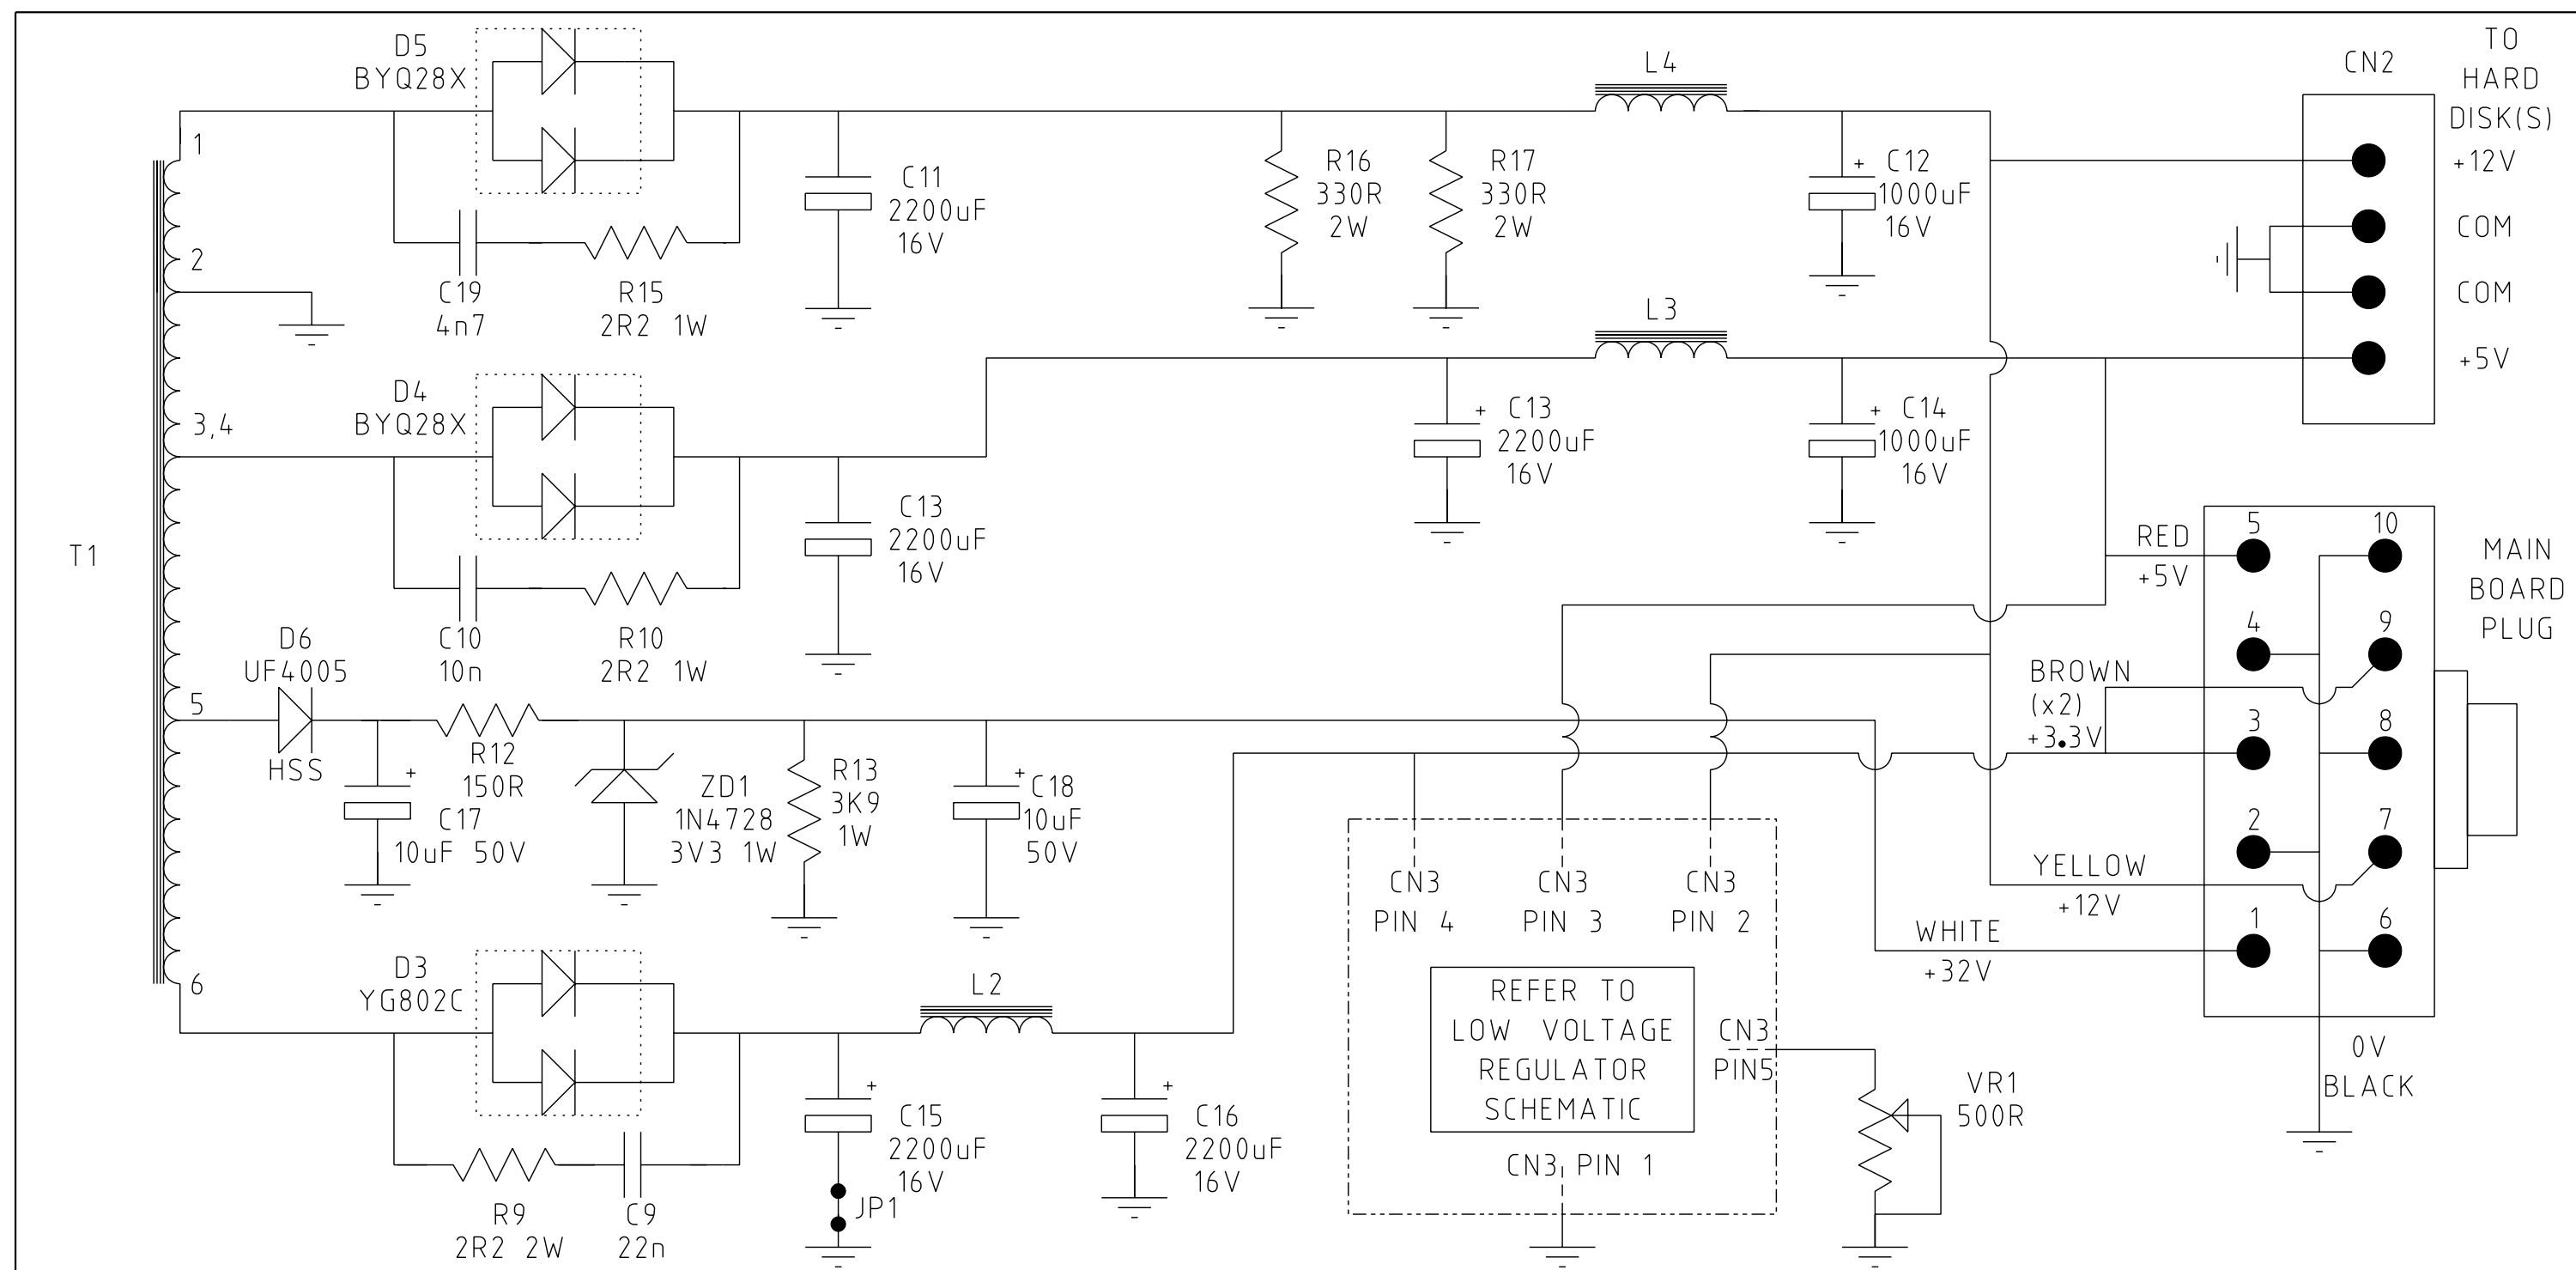 D5
BYQ28X
L4
CN2
TO
HARD
DISK(S)
1
2
C19
4n7
R15
2R2 1W
C11
2200uF
16V
R16
330R
2W
R17
330R
2W
+ C12
1000uF
16V
+12V
COM
COM
+5V
L3
3,4
D4
BYQ28X
C10
10n
R10
2R2 1W
C13
2200uF
16V
+ C13
2200uF
16V
+ C14
1000uF
16V
T1
5
D6
UF4005
HSS
+
C17
10uF 50V
R12
150R
ZD1
1N4728
3V3 1W
R13
3K9
1W
+ C18
10uF
50V
RED
+5V
BROWN
(x2)
+3.3V
YELLOW
+12V
WHITE
+32V
5 10
4 9
3 8
2 7
1 6
MAIN
BOARD
PLUG
0V
BLACK
6
D3
YG802C
R9
2R2 2W
C9
22n
L2
+
C15
2200uF
16V
JP1
+
C16
2200uF
16V
CN3
PIN 4
CN3
PIN 3
CN3
PIN 2
REFER TO
LOW VOLTAGE
REGULATOR
SCHEMATIC
CN3
PIN5
CN3 PIN 1
VR1
500R